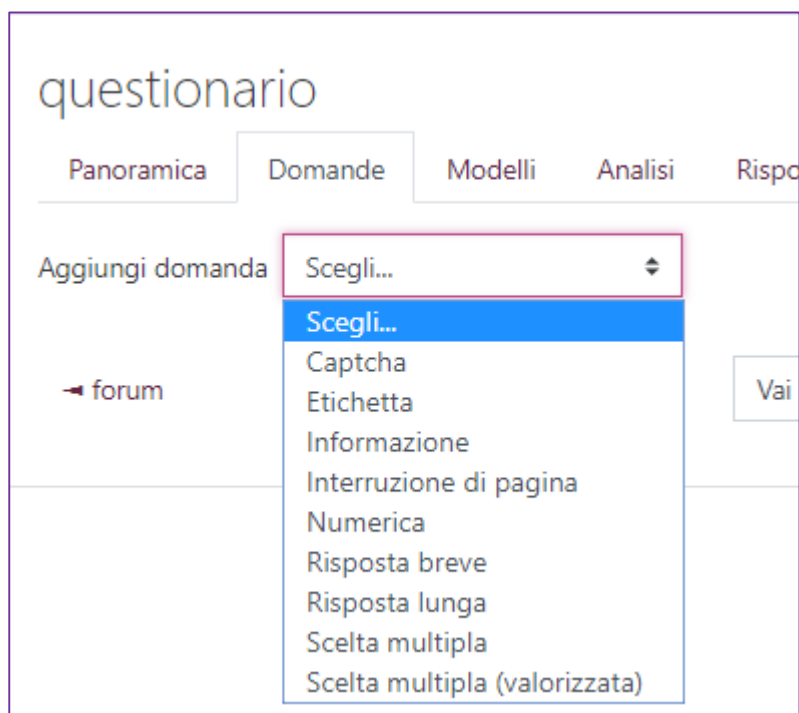 questionario
Panoramica Domande Modelli Analisi Rispo
Aggiungi domanda Scegli...
Scegli...
Captcha
◄ forum
Vai
Etichetta
Informazione
Interruzione di pagina
Numerica
Risposta breve
Risposta lunga
Scelta multipla
Scelta multipla (valorizzata)